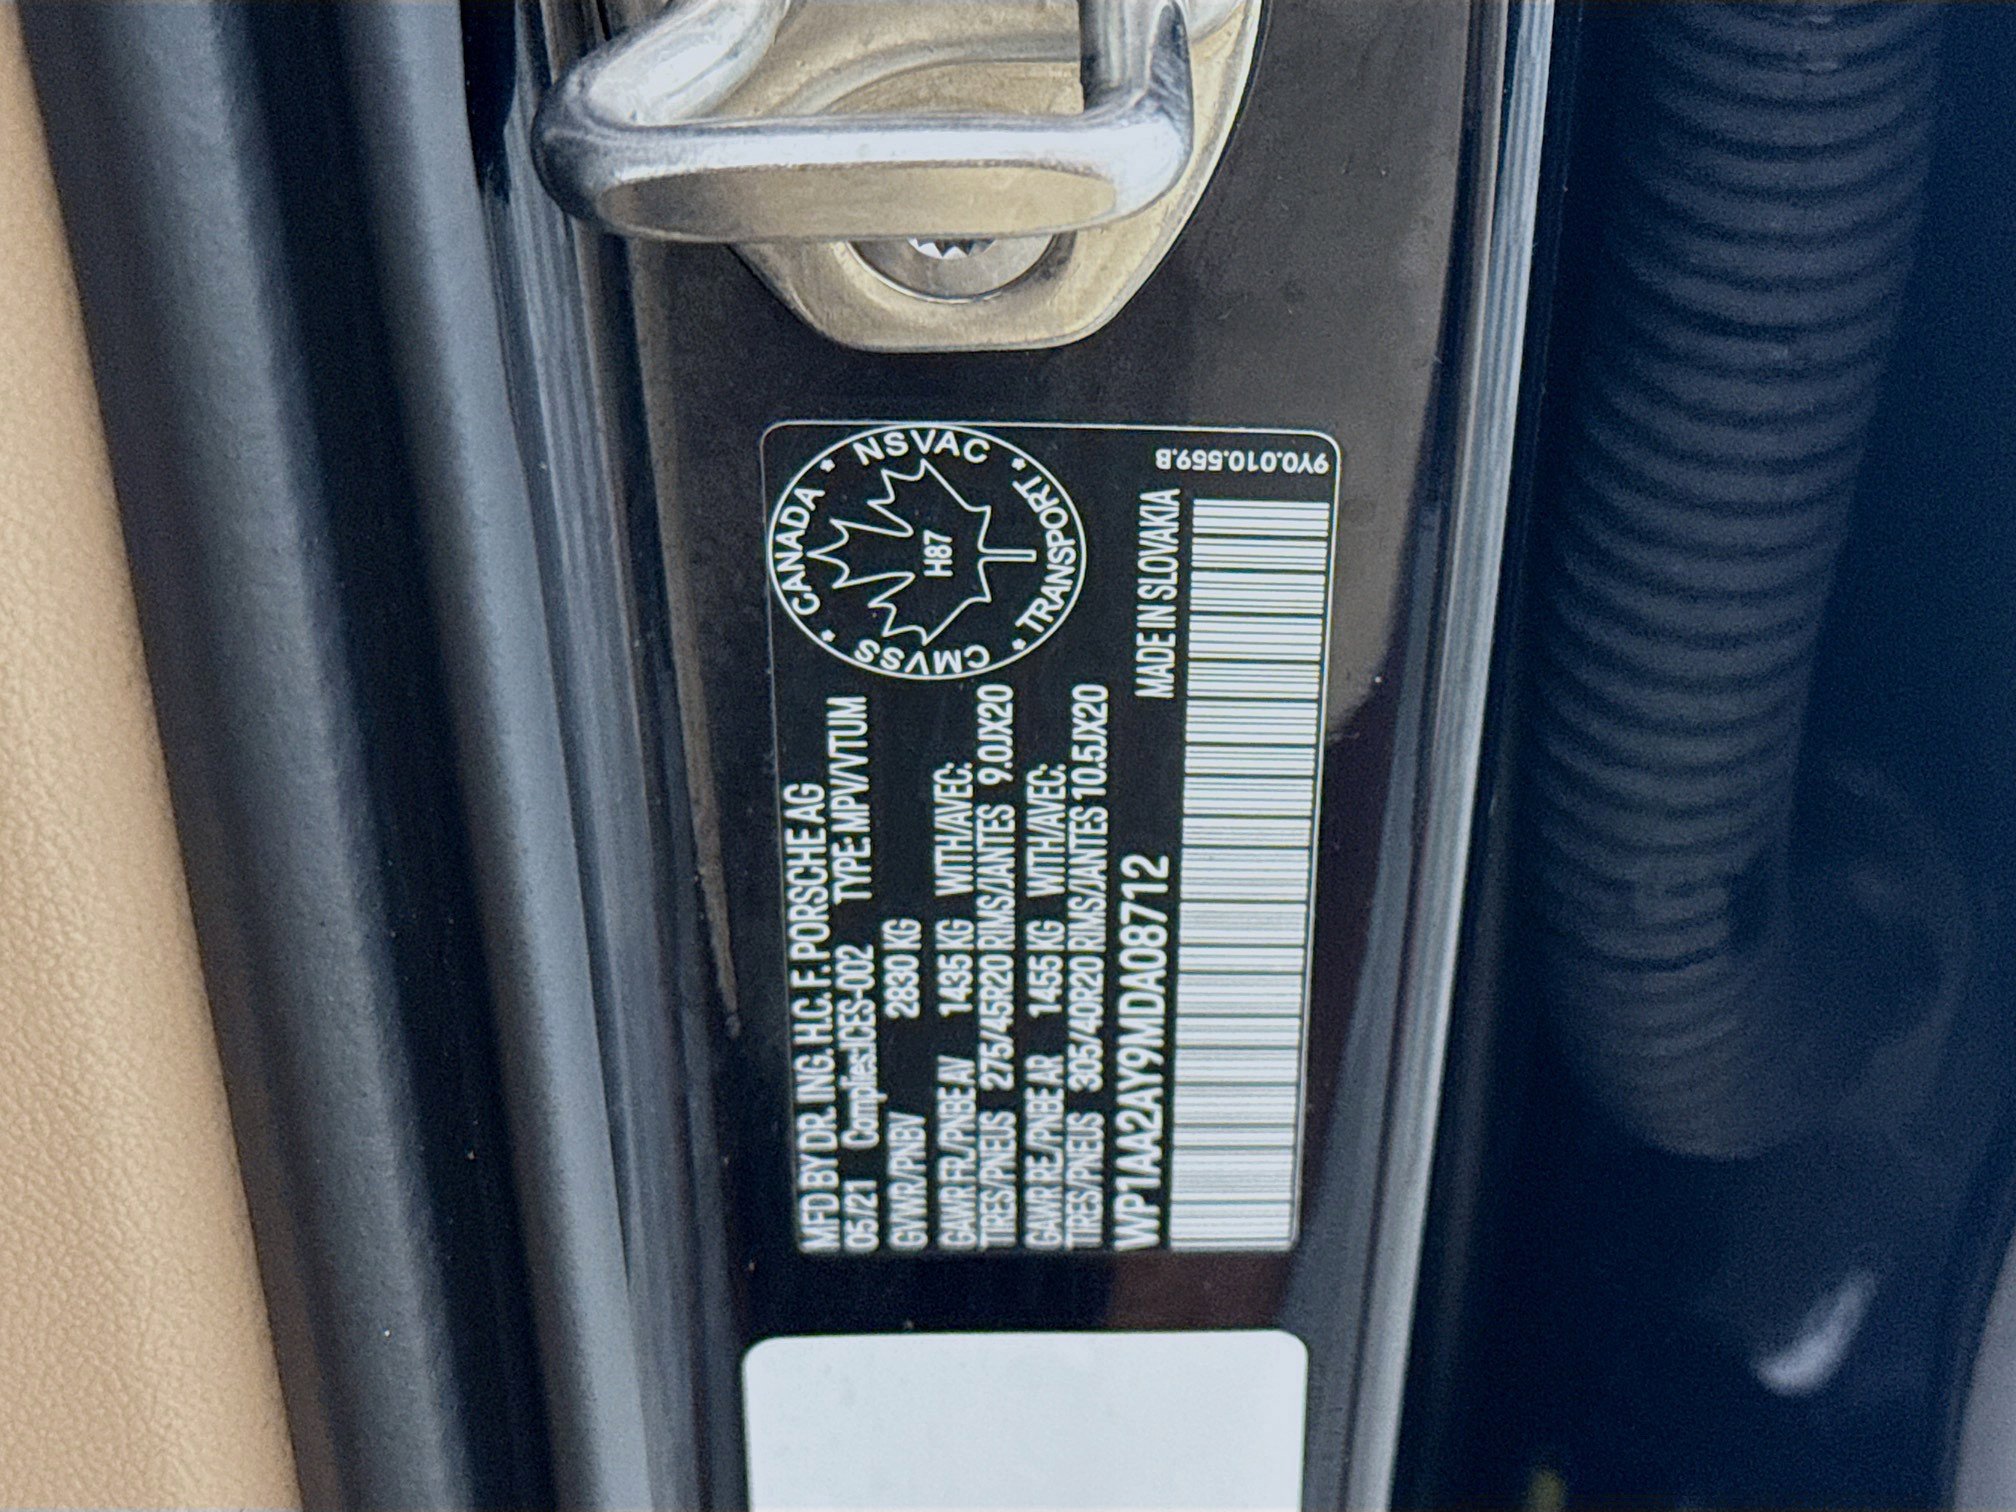 MFD BY DR. ING. H.C. F. PORSCHE AG
05/21 Complies:ICES-002 TYPE: MPV/VTUM
GVWR/PNBV 2830 KG
GAWR FR./PNBE AV 1435 KG WITH/AVEC:
TIRES/PNEUS 275/45R20 RIMS/JANTES 9.0JX20
GAWR RE./PNBE AR 1455 KG WITH/AVEC:
TIRES/PNEUS 305/40R20 RIMS/JANTES 10.5JX20
WP1AA2AY9MDA08712
MADE IN SLOVAKIA
CANADA * NSVAC * TRANSPORT * CMVSS *
H87
9Y0.010.559.B